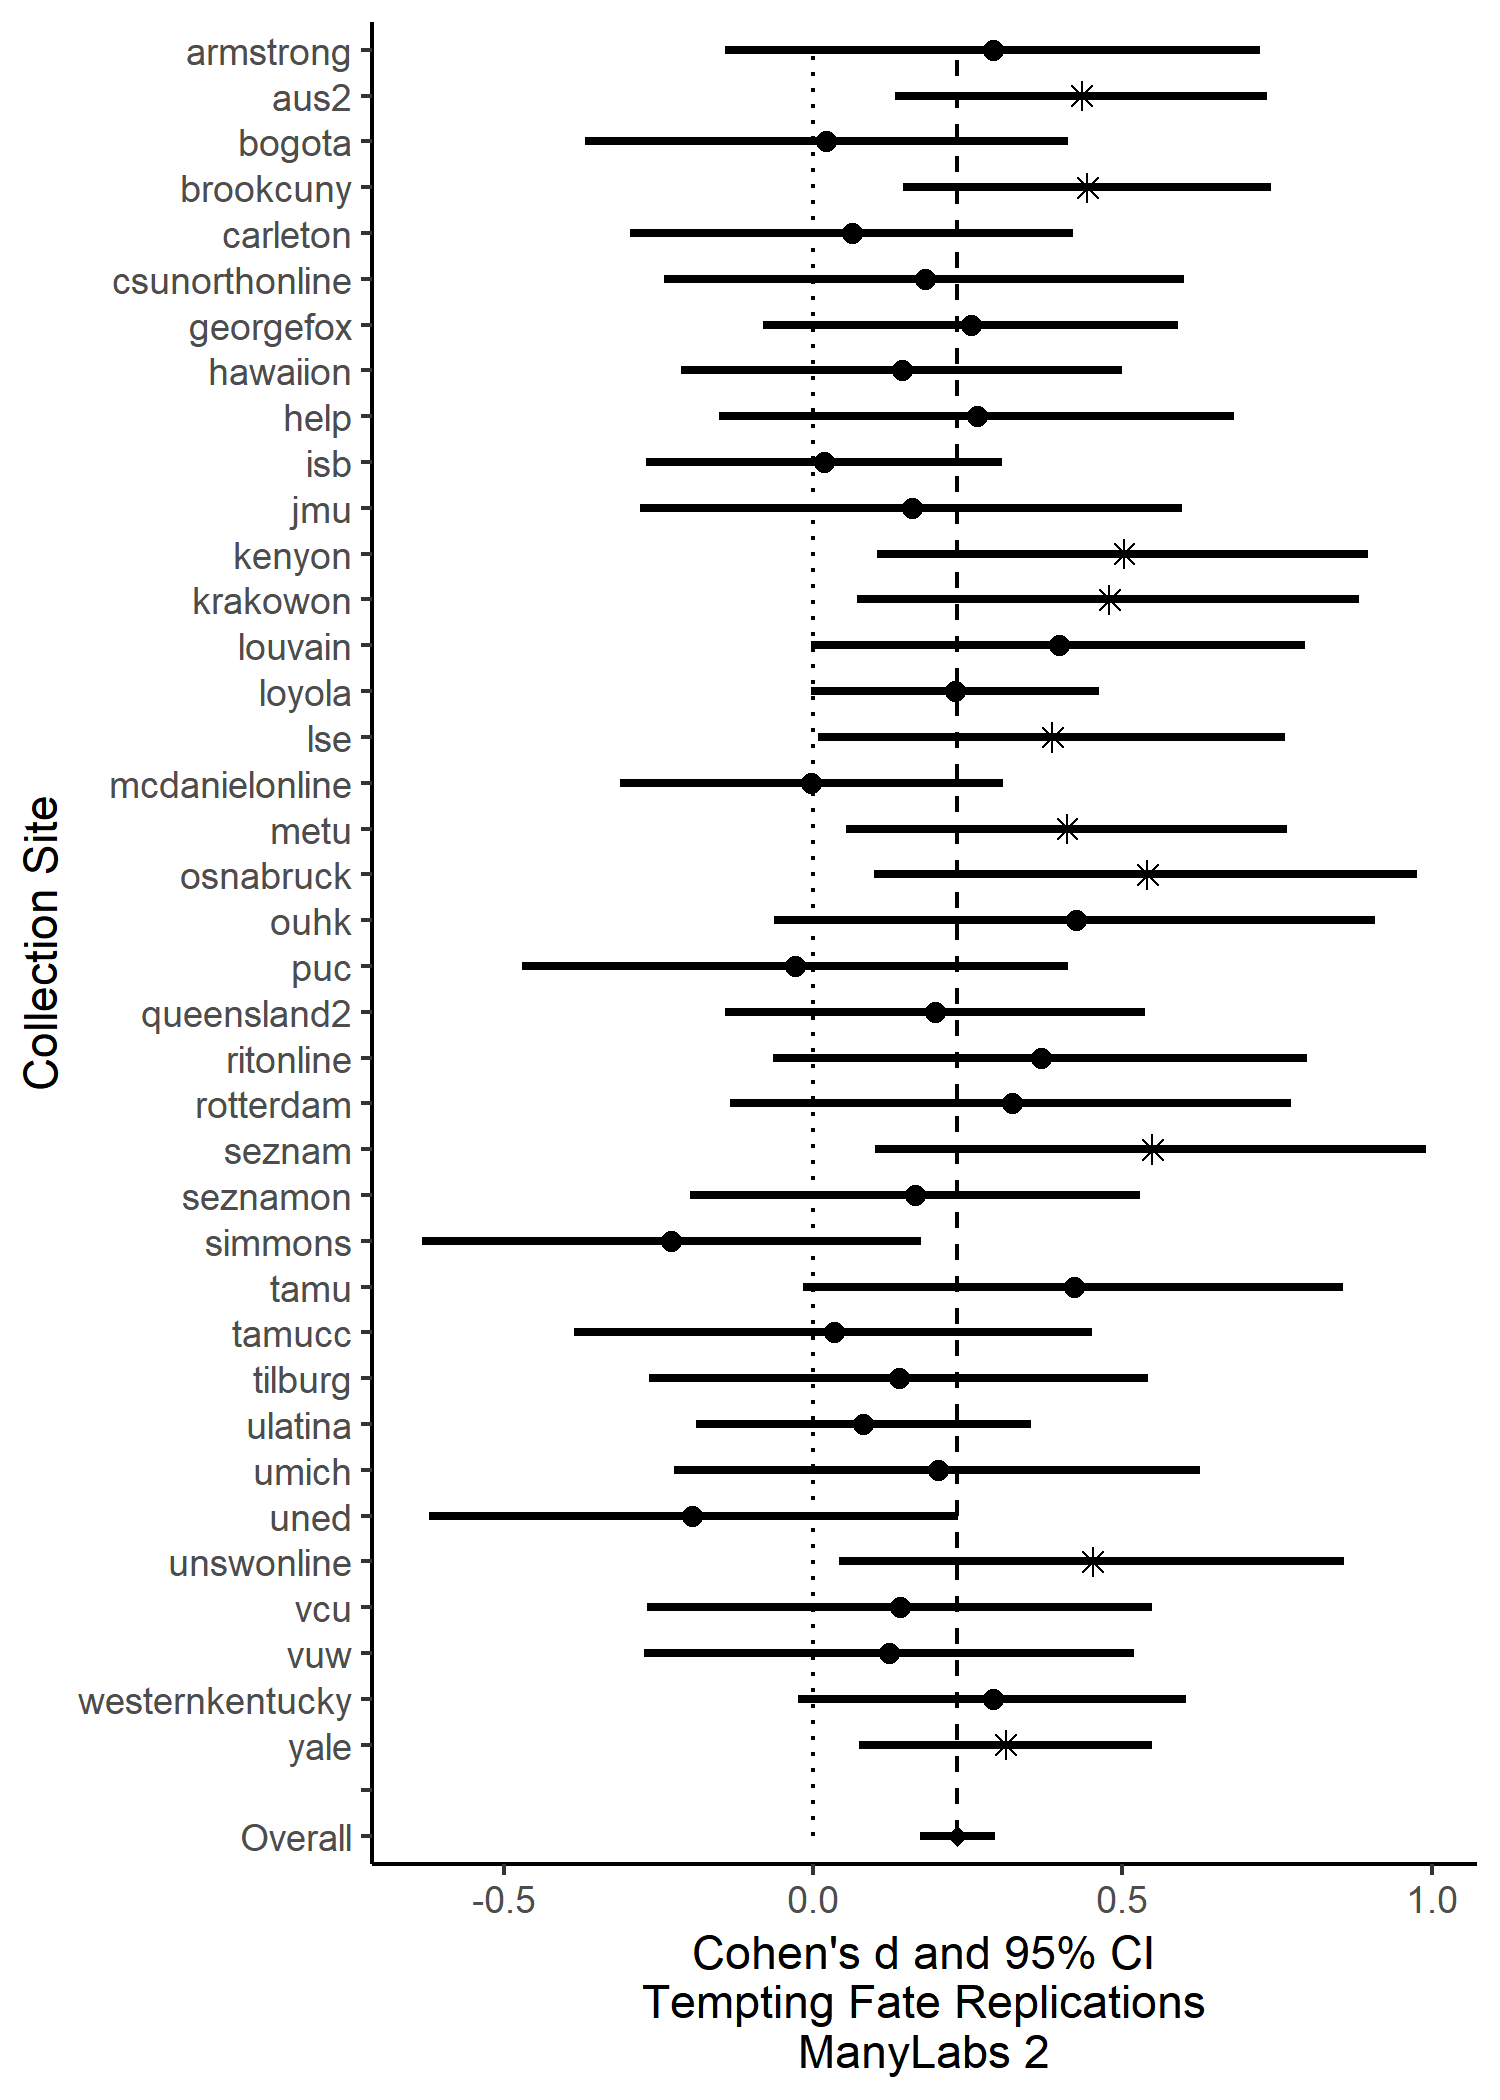 armstrong
aus2
bogota
brookcuny
carleton
csunorthonline
georgefox
hawaiion
help
isb
jmu
kenyon
krakowon
louvain
loyola
lse
mcdanielonline
metu
osnabruck
ouhk
puc
queensland2
ritonline
rotterdam
seznam
seznamon
simmons
tamu
tamucc
tilburg
ulatina
umich
uned
unswonline
vcu
vuw
westernkentucky
yale
Overall
Collection Site
-0.5 0.0 0.5 1.0
Cohen's d and 95% CI
Tempting Fate Replications
ManyLabs 2